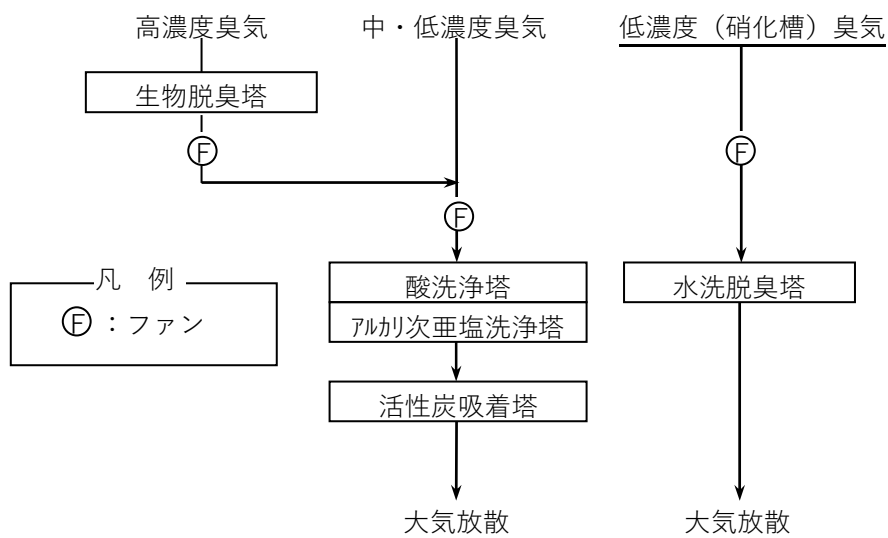 高濃度臭気
中・低濃度臭気
低濃度（硝化槽）臭気
生物脱臭塔
F
F
F
酸洗浄塔
ｱﾙｶﾘ次亜塩洗浄塔
水洗脱臭塔
凡　例
F：ファン
活性炭吸着塔
大気放散
大気放散